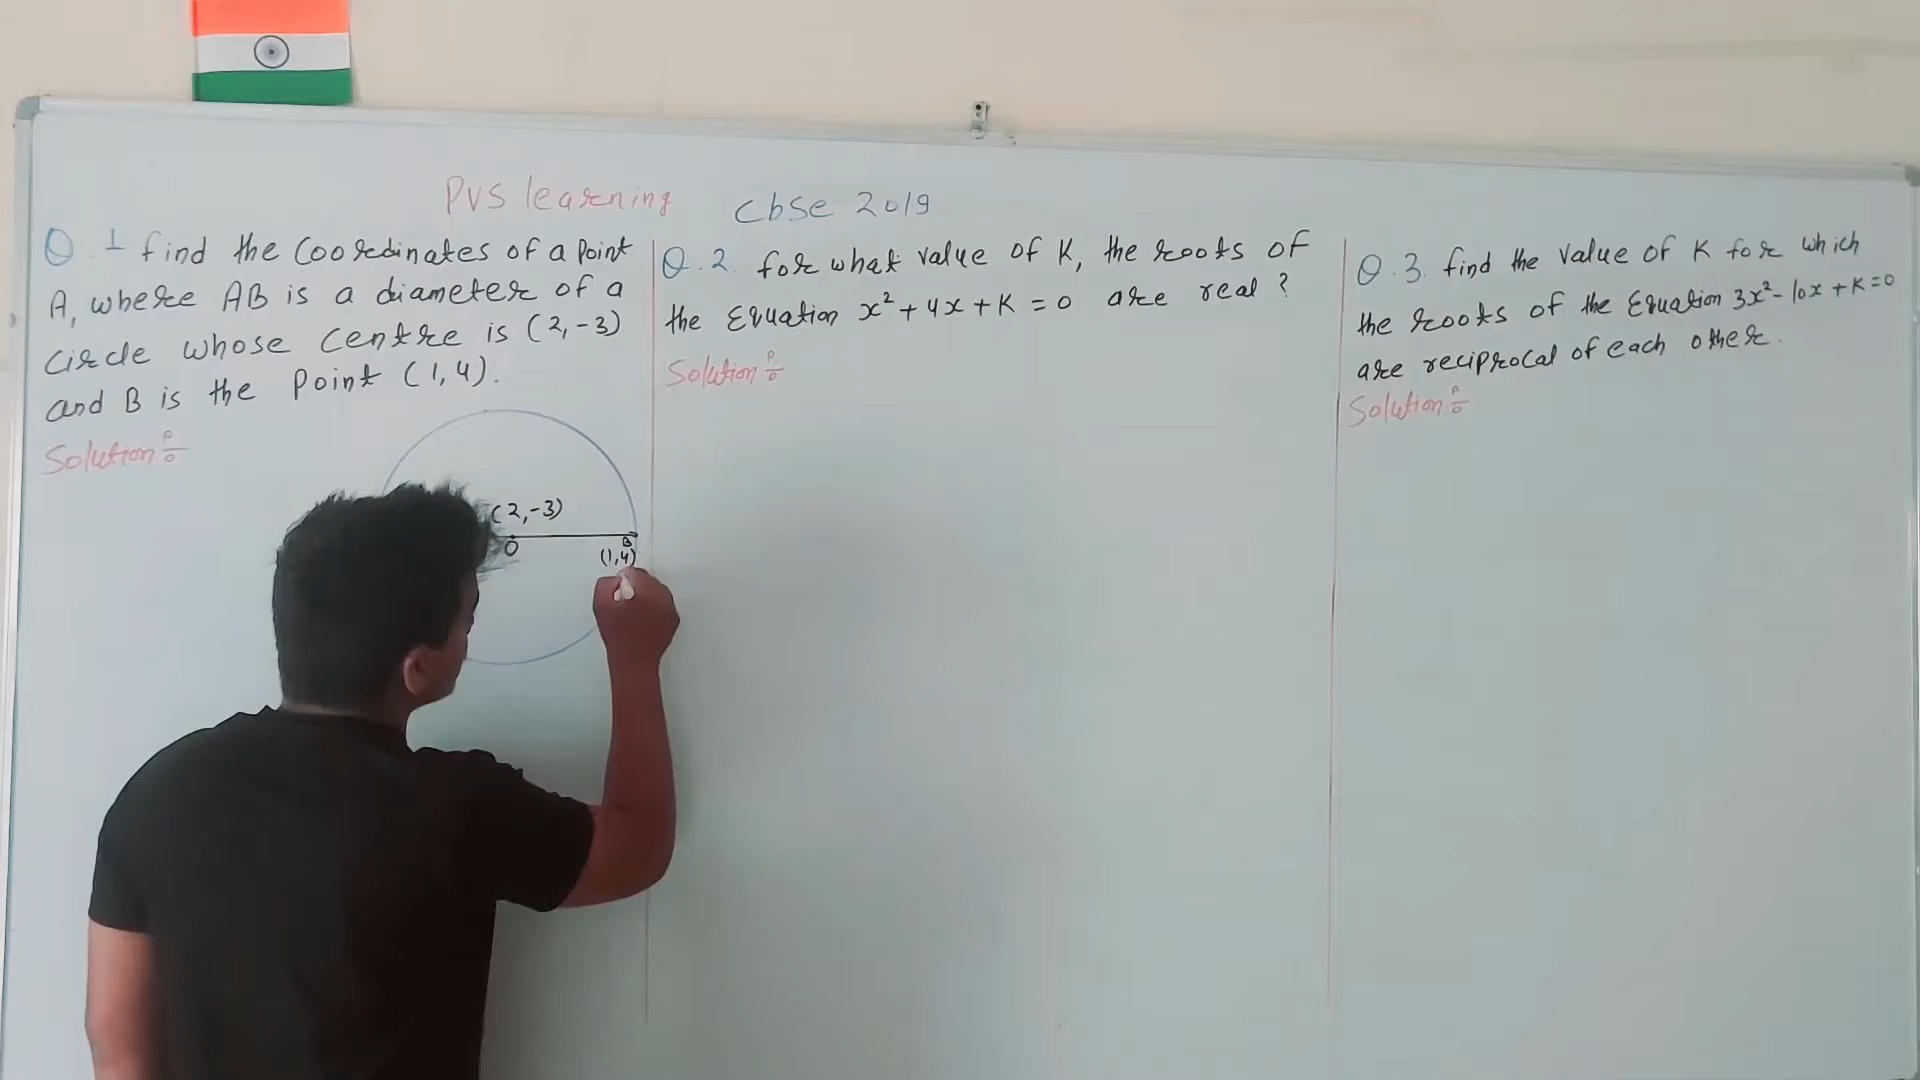 PVS learning
Cbse 2019
Q.1 find the Coordinates of a Point
A, where AB is a diameter of a
Circle whose Centre is (2,-3)
and B is the Point (1,4).
Solution:
(2,-3)
O
B
(1,4)
Q.2. for what value of K, the roots of
the Equation x²+4x+K=0 are real?
Solution:
Q.3. find the value of K for which
the roots of the Equation 3x²-10x+K=0
are reciprocal of each other.
Solution: